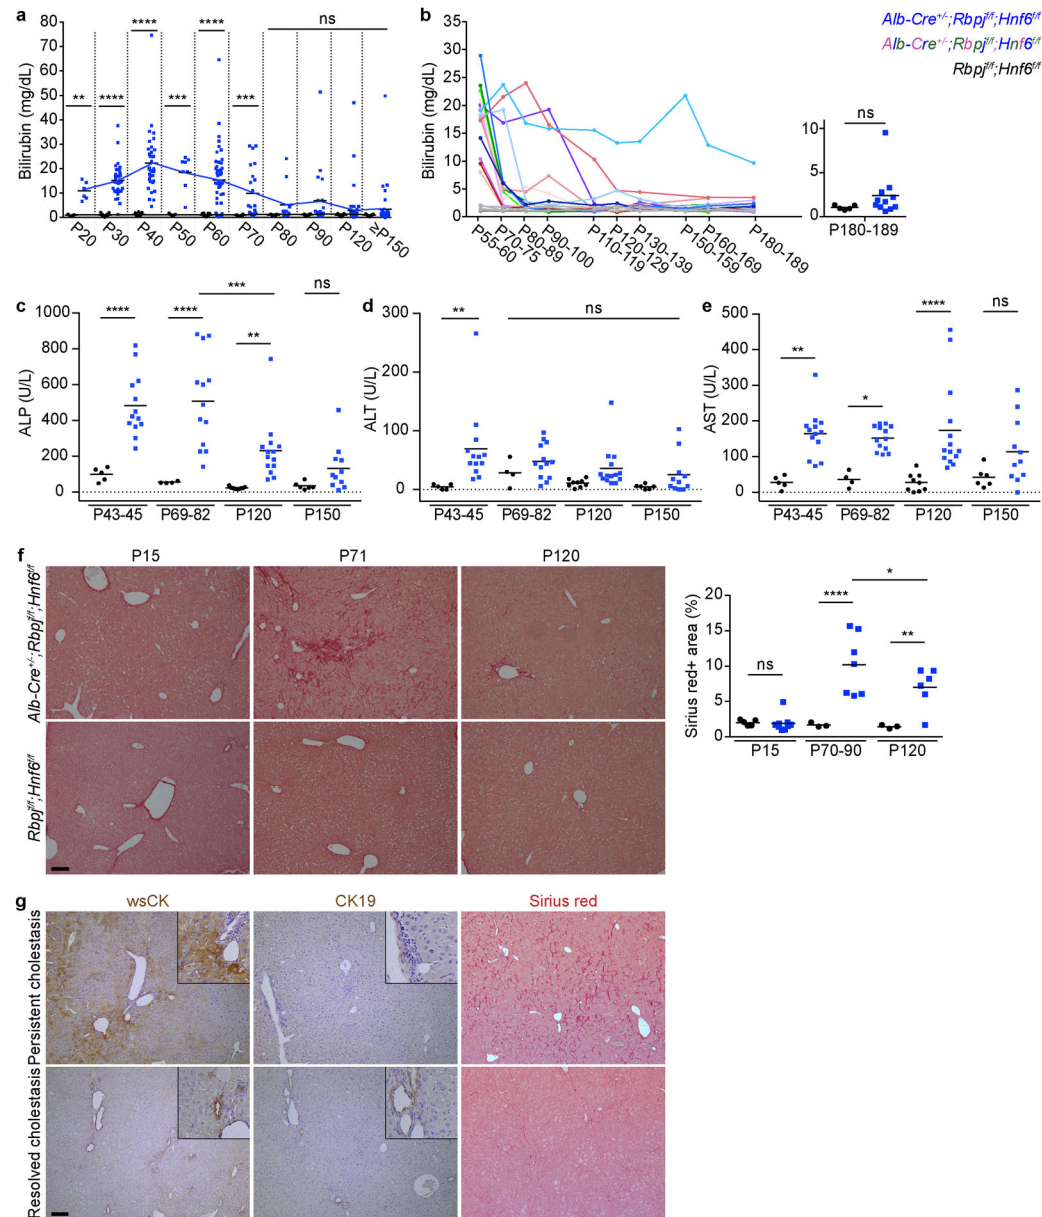 a
****
****
ns
**
****
***
***
Bilirubin (mg/dL)
80
70
60
50
40
30
20
10
0
P20
P30
P40
P50
P60
P70
P80
P90
P120
≥P150
b
Bilirubin (mg/dL)
35
30
25
20
15
10
5
0
P55-60
P70-75
P80-89
P90-100
P110-119
P120-129
P130-139
P150-159
P160-169
P180-189
Alb-Cre+/-;Rbpjf/f;Hnf6f/f
Alb-Cre+/-;Rbpjf/f;Hnf6f/f
Rbpjf/f;Hnf6f/f
ns
10
5
0
P180-189
c
***
ns
****
****
**
ALP (U/L)
1000
800
600
400
200
0
P43-45
P69-82
P120
P150
d
**
ns
ALT (U/L)
300
200
100
0
P43-45
P69-82
P120
P150
e
****
ns
**
*
AST (U/L)
500
400
300
200
100
0
P43-45
P69-82
P120
P150
f
P15
P71
P120
Alb-Cre+/-;Rbpjf/f;Hnf6f/f
Rbpjf/f;Hnf6f/f
*
****
**
ns
Sirius red+ area (%)
20
15
10
5
0
P15
P70-90
P120
g
wsCK
CK19
Sirius red
Persistent cholestasis
Resolved cholestasis